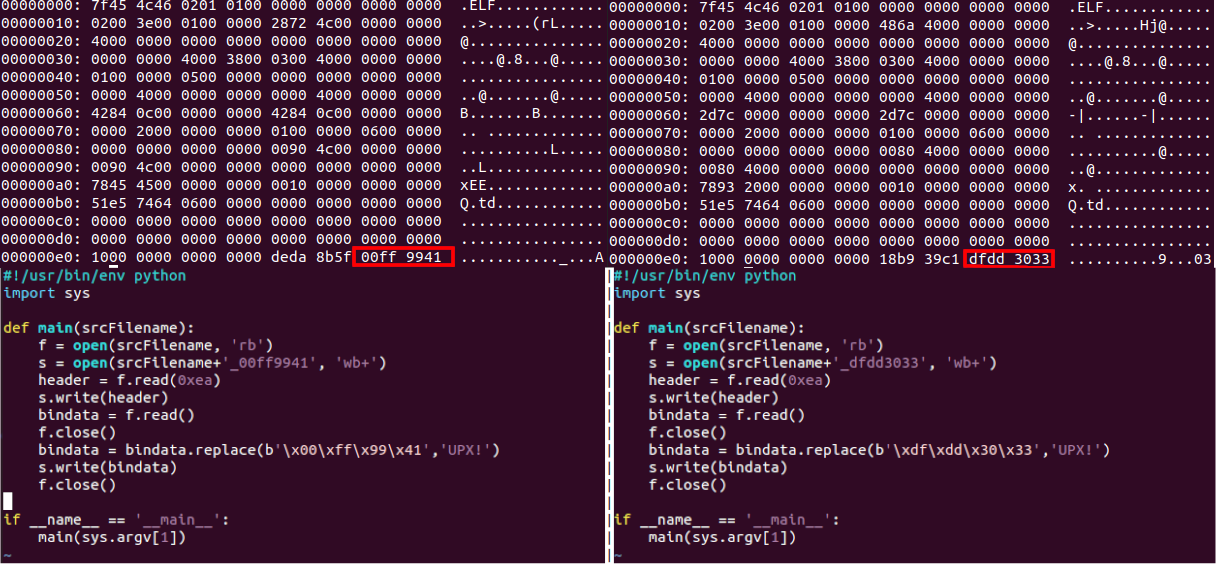 00000000: 7f45 4c46 0201 0100 0000 0000 0000 0000 .ELF............
00000010: 0200 3e00 0100 0000 2872 4c00 0000 0000 ..>.....(rL.....
00000020: 4000 0000 0000 0000 0000 0000 0000 0000 @...............
00000030: 0000 0000 4000 3800 0300 4000 0000 0000 ....@.8...@.....
00000040: 0100 0000 0500 0000 0000 0000 0000 0000 ................
00000050: 0000 4000 0000 0000 0000 4000 0000 0000 ..@.......@.....
00000060: 4284 0c00 0000 0000 4284 0c00 0000 0000 B.......B.......
00000070: 0000 2000 0000 0000 0100 0000 0600 0000 .. .............
00000080: 0000 0000 0000 0000 0090 4c00 0000 0000 ..........L.....
00000090: 0090 4c00 0000 0000 0000 0000 0000 0000 ..L.............
000000a0: 7845 4500 0000 0000 0010 0000 0000 0000 xEE.............
000000b0: 51e5 7464 0600 0000 0000 0000 0000 0000 Q.td............
000000c0: 0000 0000 0000 0000 0000 0000 0000 0000 ................
000000d0: 0000 0000 0000 0000 0000 0000 0000 0000 ................
000000e0: 1000 0000 0000 0000 deda 8b5f 00ff 9941 ..........._...A
#!/usr/bin/env python
import sys
def main(srcFilename):
f = open(srcFilename, 'rb')
s = open(srcFilename+'_00ff9941', 'wb+')
header = f.read(0xea)
s.write(header)
bindata = f.read()
f.close()
bindata = bindata.replace(b'\x00\xff\x99\x41','UPX!')
s.write(bindata)
f.close()
if __name__ == '__main__':
main(sys.argv[1])
~
00000000: 7f45 4c46 0201 0100 0000 0000 0000 0000 .ELF............
00000010: 0200 3e00 0100 0000 486a 4000 0000 0000 ..>.....Hj@.....
00000020: 4000 0000 0000 0000 0000 0000 0000 0000 @...............
00000030: 0000 0000 4000 3800 0300 4000 0000 0000 ....@.8...@.....
00000040: 0100 0000 0500 0000 0000 0000 0000 0000 ................
00000050: 0000 4000 0000 0000 0000 4000 0000 0000 ..@.......@.....
00000060: 2d7c 0000 0000 0000 2d7c 0000 0000 0000 -|......-|......
00000070: 0000 2000 0000 0000 0100 0000 0600 0000 .. .............
00000080: 0000 0000 0000 0000 0080 4000 0000 0000 ..........@.....
00000090: 0080 4000 0000 0000 0000 0000 0000 0000 ..@.............
000000a0: 7893 2000 0000 0000 0010 0000 0000 0000 x. .............
000000b0: 51e5 7464 0600 0000 0000 0000 0000 0000 Q.td............
000000c0: 0000 0000 0000 0000 0000 0000 0000 0000 ................
000000d0: 0000 0000 0000 0000 0000 0000 0000 0000 ................
000000e0: 1000 0000 0000 0000 18b9 39c1 dfdd 3033 ..........9...03
#!/usr/bin/env python
import sys
def main(srcFilename):
f = open(srcFilename, 'rb')
s = open(srcFilename+'_dfdd3033', 'wb+')
header = f.read(0xea)
s.write(header)
bindata = f.read()
f.close()
bindata = bindata.replace(b'\xdf\xdd\x30\x33','UPX!')
s.write(bindata)
f.close()
if __name__ == '__main__':
main(sys.argv[1])
~